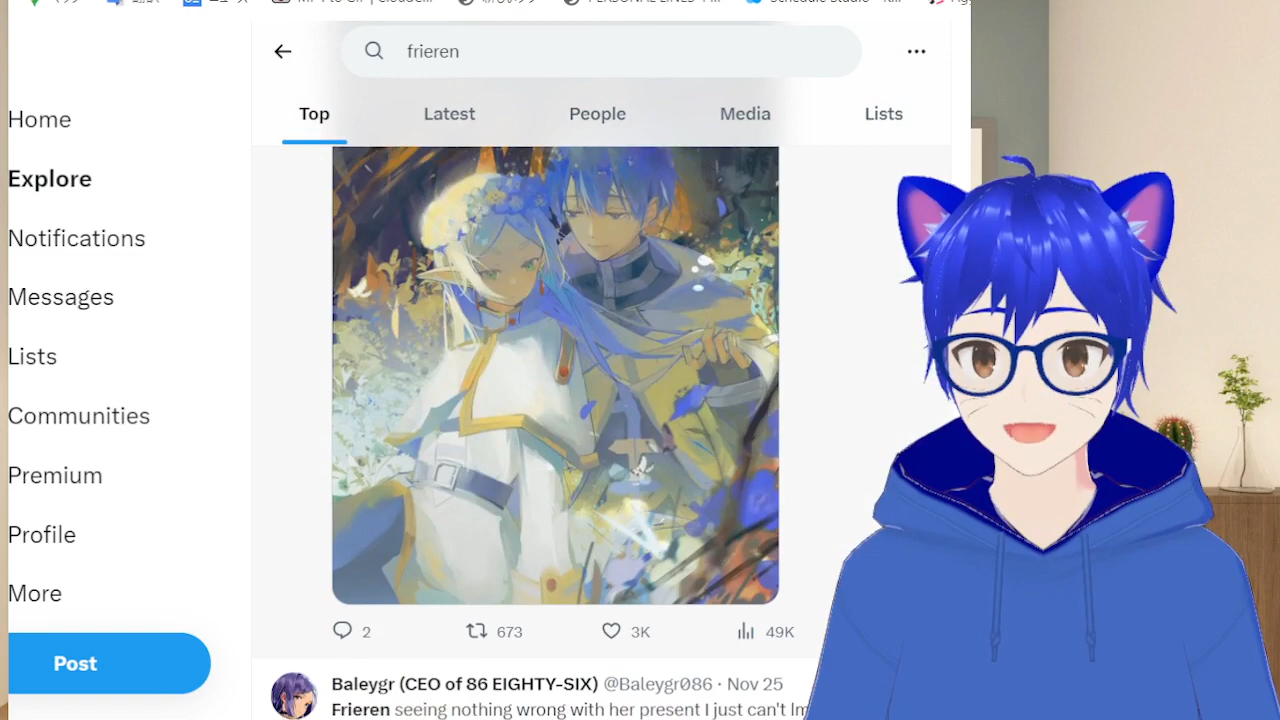 frieren
Top
Latest
People
Media
Lists
Home
Explore
Notifications
Messages
Lists
Communities
Premium
Profile
More
Post
2
673
3K
49K
Baleygr (CEO of 86 EIGHTY-SIX) @Baleygr086 · Nov 25
Frieren seeing nothing wrong with her present I just can't